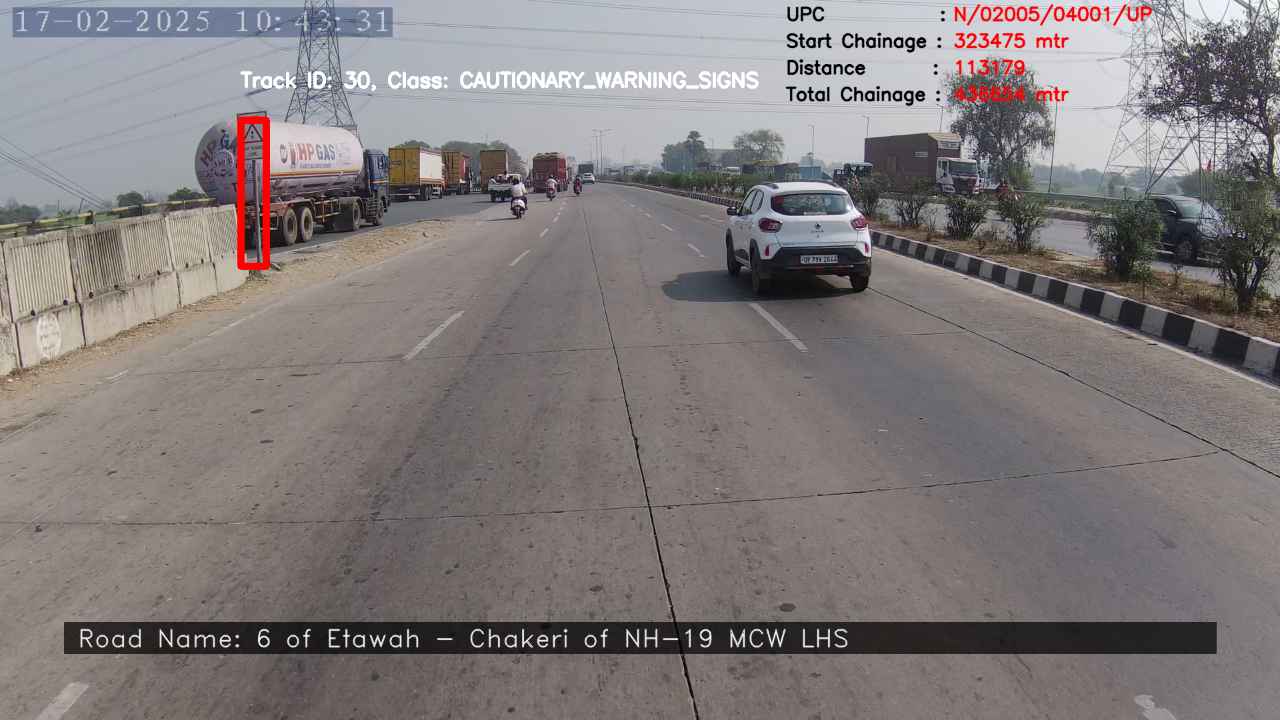 17-02-2025 10:43:31
UPC : N/02005/04001/UP
Start Chainage : 323475 mtr
Distance : 113179
Total Chainage : 436654 mtr
Track ID: 30, Class: CAUTIONARY_WARNING_SIGNS
HP GAS
Road Name: 6 of Etawah - Chakeri of NH-19 MCW LHS